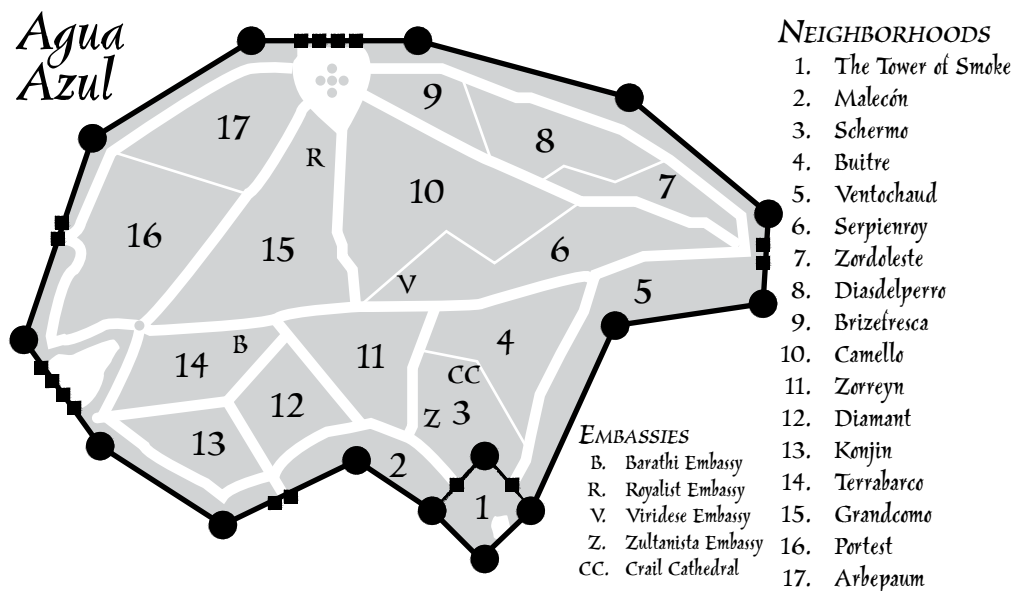 Agua
Azul
17
R
9
8
7
10
16
15
6
V
5
B
14
11
4
CC
12
Z 3
13
2
1
NEIGHBORHOODS
1. The Tower of Smoke
2. Malecón
3. Schermo
4. Buitre
5. Ventochaud
6. Serpienroy
7. Zordoleste
8. Diasdelperro
9. Brizefresca
10. Camello
11. Zorreyn
12. Diamant
13. Konjin
14. Terrabarco
15. Grandcomo
16. Portest
17. Arbepaum
EMBASSIES
B. Barathi Embassy
R. Royalist Embassy
V. Viridese Embassy
Z. Zultanista Embassy
CC. Crail Cathedral